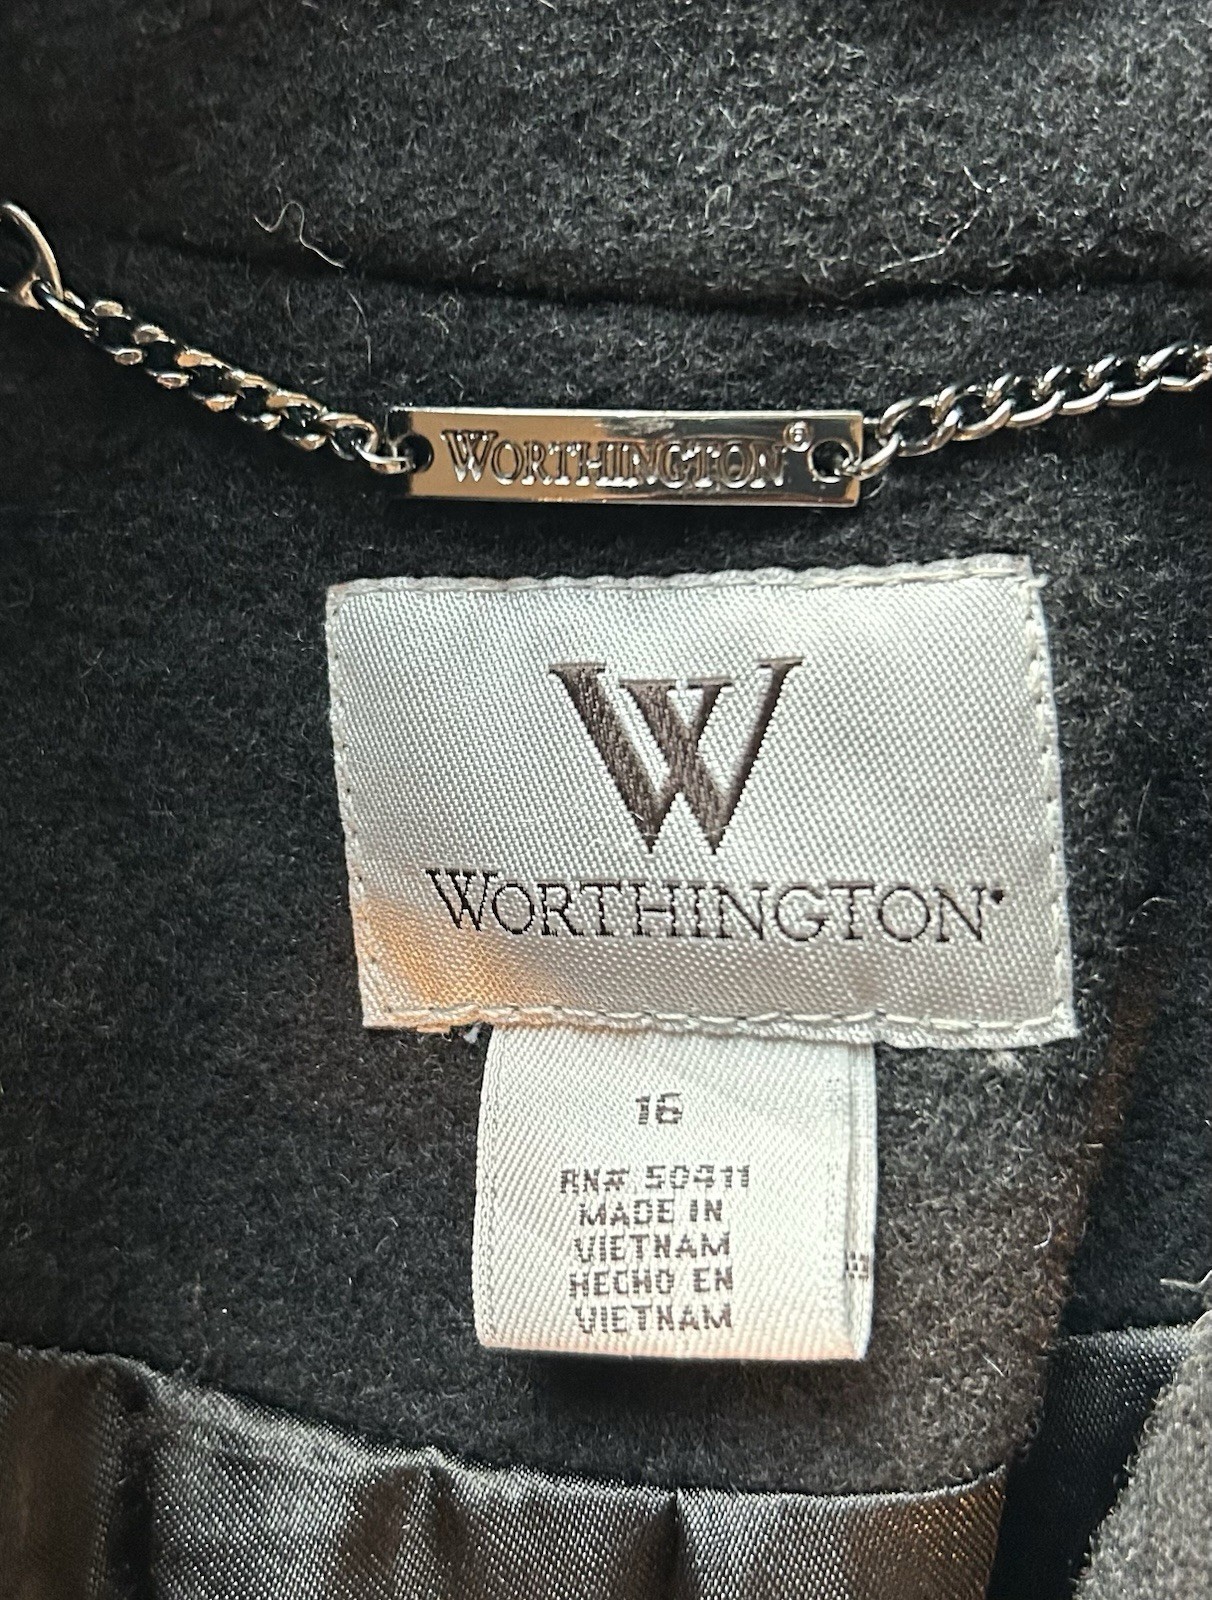 WORTHINGTON®
W
WORTHINGTON®
16
RN# 50411
MADE IN
VIETNAM
HECHO EN
VIETNAM